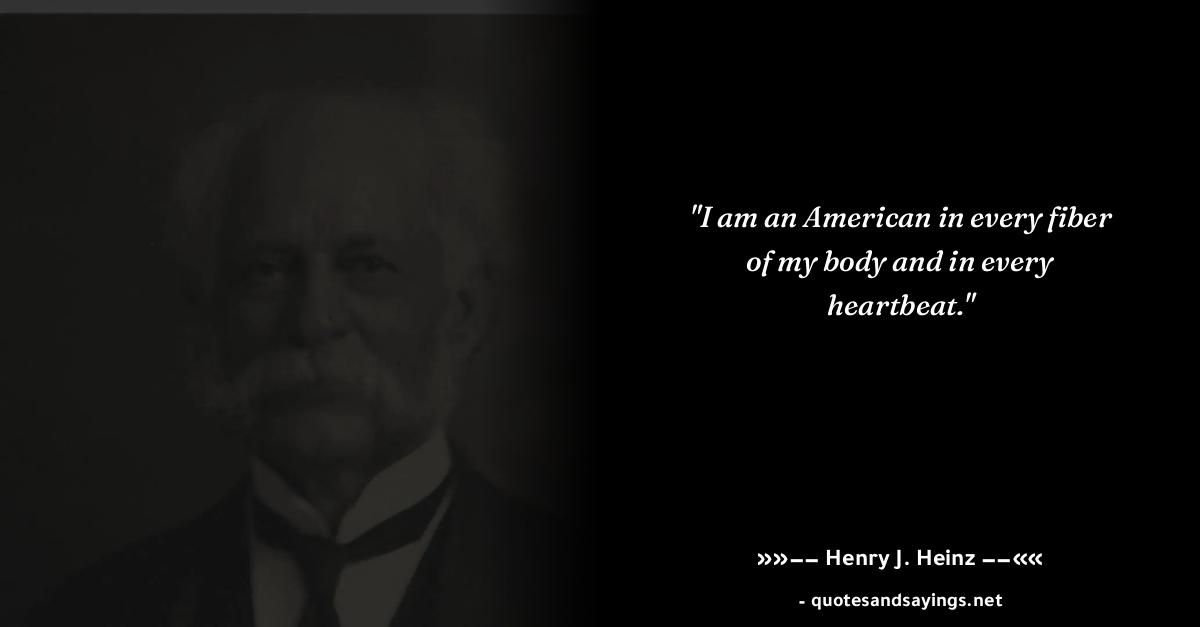 "I am an American in every fiber
of my body and in every
heartbeat."
»»−− Henry J. Heinz −−««
- quotesandsayings.net